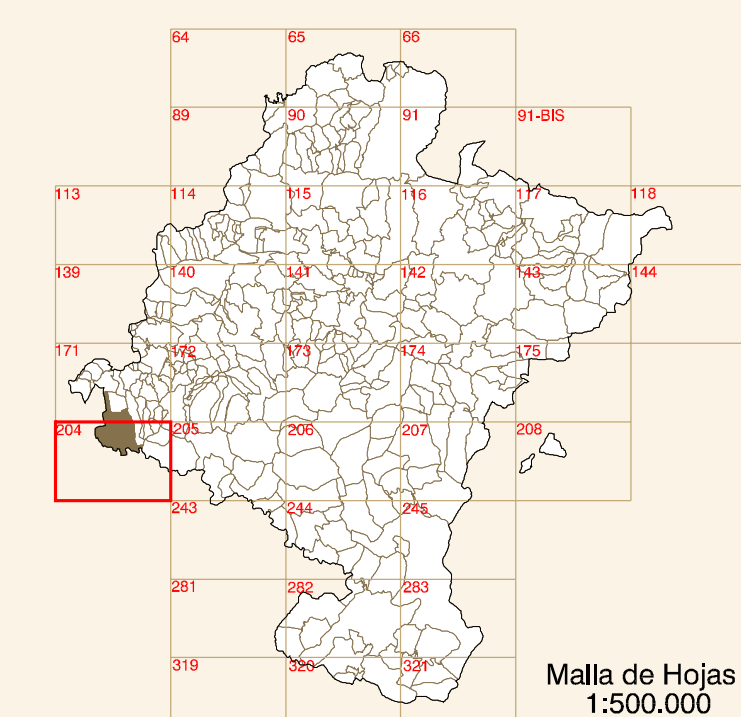 64 65 66
89 90 91 91-BIS
113 114 115 116 117 118
139 140 141 142 143 144
171 172 173 174 175
204 205 206 207 208
243 244 245
281 282 283
319 320 321
Malla de Hojas
1:500.000